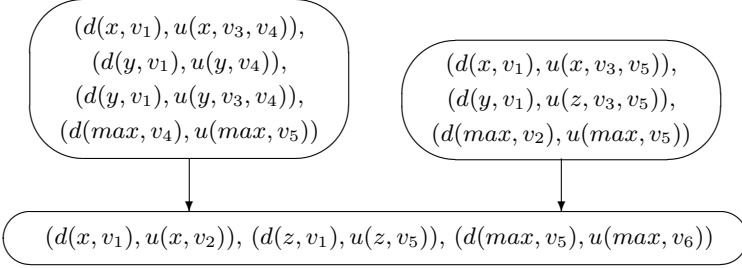 (d(x, v₁), u(x, v₃, v₄)),
(d(y, v₁), u(y, v₄)),
(d(y, v₁), u(y, v₃, v₄)),
(d(max, v₄), u(max, v₅))
(d(x, v₁), u(x, v₃, v₅)),
(d(y, v₁), u(z, v₃, v₅)),
(d(max, v₂), u(max, v₅))
(d(x, v₁), u(x, v₂)), (d(z, v₁), u(z, v₅)), (d(max, v₅), u(max, v₆))